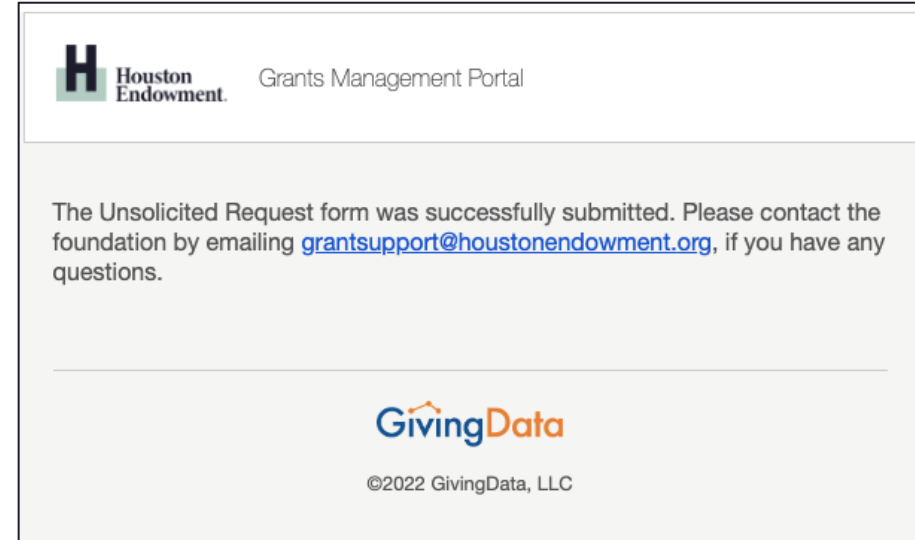 H
Houston
Endowment.
Grants Management Portal
The Unsolicited Request form was successfully submitted. Please contact the
foundation by emailing grantsupport@houstonendowment.org, if you have any
questions.
GivingData
©2022 GivingData, LLC